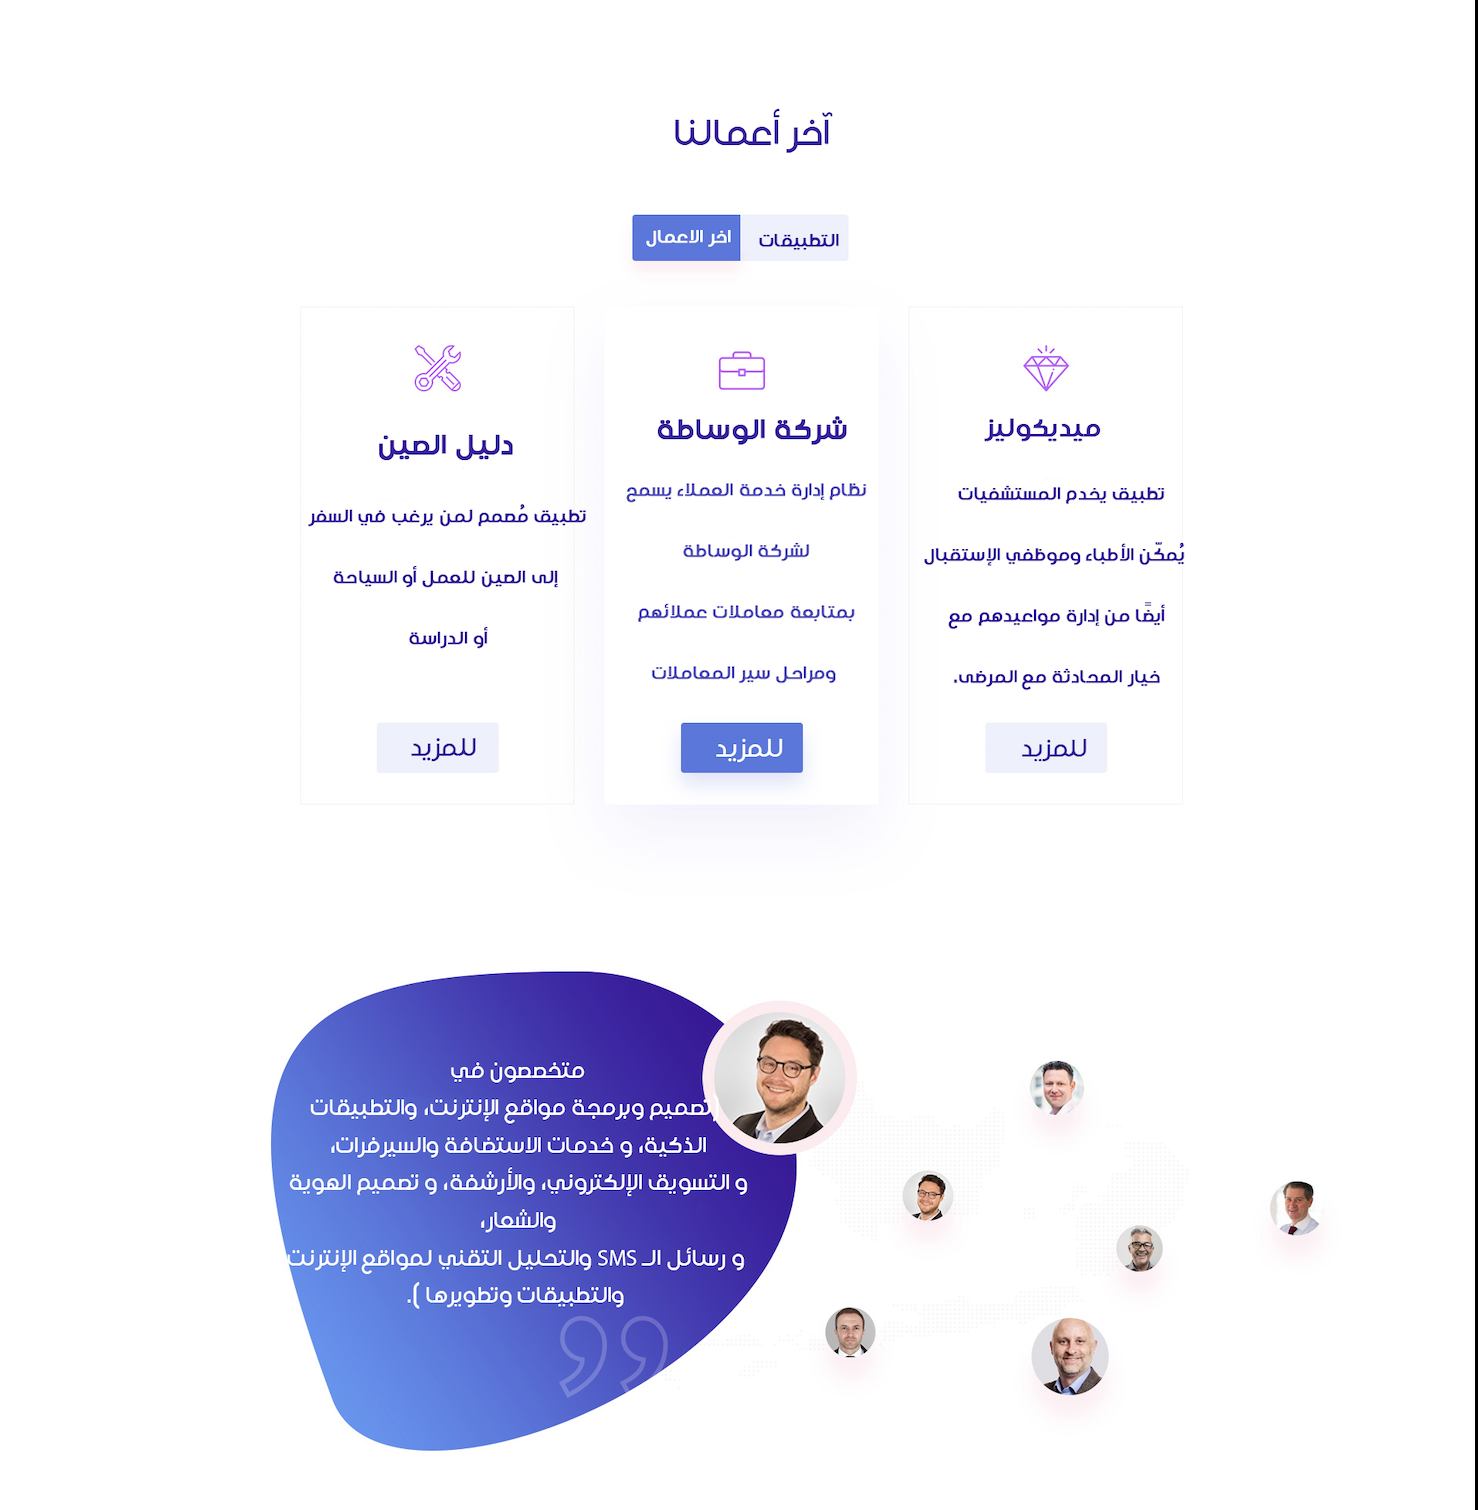 آخر أعمالنا
التطبيقات
اخر الاعمال
ميديكوليز
تطبيق يخدم المستشفيات
يُمكّن الأطباء وموظفي الإستقبال
أيضًا من إدارة مواعيدهم مع
خيار المحادثة مع المرضى.
للمزيد
شركة الوساطة
نظام إدارة خدمة العملاء يسمح
لشركة الوساطة
بمتابعة معاملات عملائهم
ومراحل سير المعاملات
للمزيد
دليل الصين
تطبيق مُصمم لمن يرغب في السفر
إلى الصين للعمل أو السياحة
أو الدراسة
للمزيد
متخصصون في
(تصميم وبرمجة مواقع الإنترنت، والتطبيقات
الذكية، و خدمات الاستضافة والسيرفرات،
و التسويق الإلكتروني، والأرشفة، و تصميم الهوية
والشعار،
و رسائل الـ SMS والتحليل التقني لمواقع الإنترنت
والتطبيقات وتطويرها ).